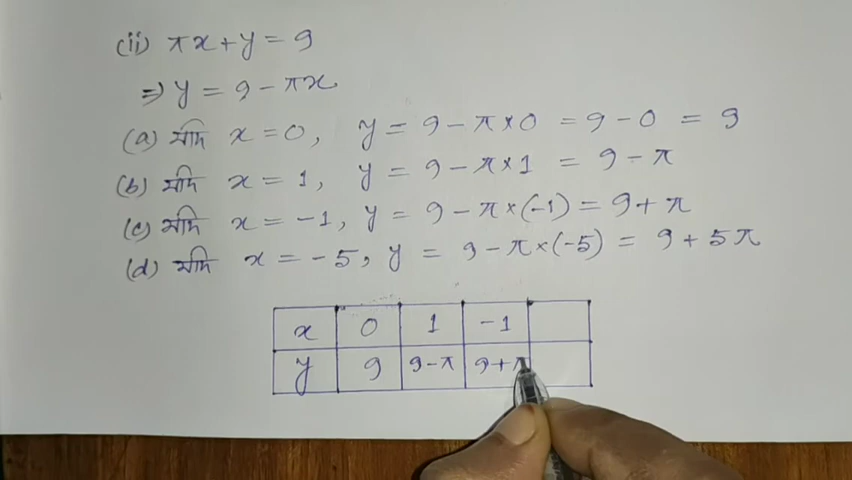 (ii) πx + y = 9
⇒ y = 9 - πx
(a) যদি x = 0, y = 9 - π × 0 = 9 - 0 = 9
(b) যদি x = 1, y = 9 - π × 1 = 9 - π
(c) যদি x = -1, y = 9 - π × (-1) = 9 + π
(d) যদি x = -5, y = 9 - π × (-5) = 9 + 5π
x 0 1 -1
y 9 9-π 9+π